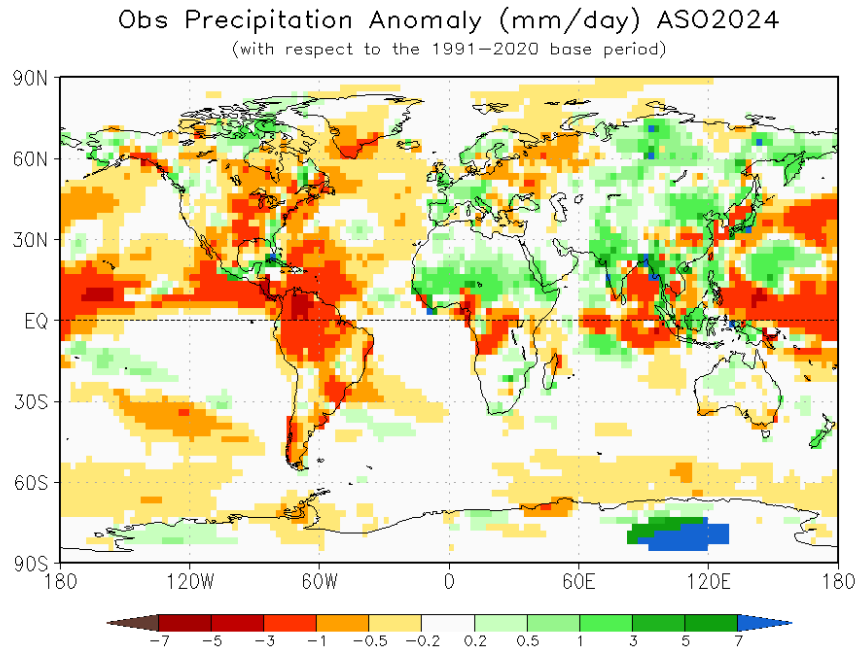 Obs Precipitation Anomaly (mm/day) ASO2024
(with respect to the 1991−2020 base period)
90N
60N
30N
EQ
30S
60S
90S
180 120W 60W 0 60E 120E 180
−7 −5 −3 −1 −0.5 −0.2 0.2 0.5 1 3 5 7